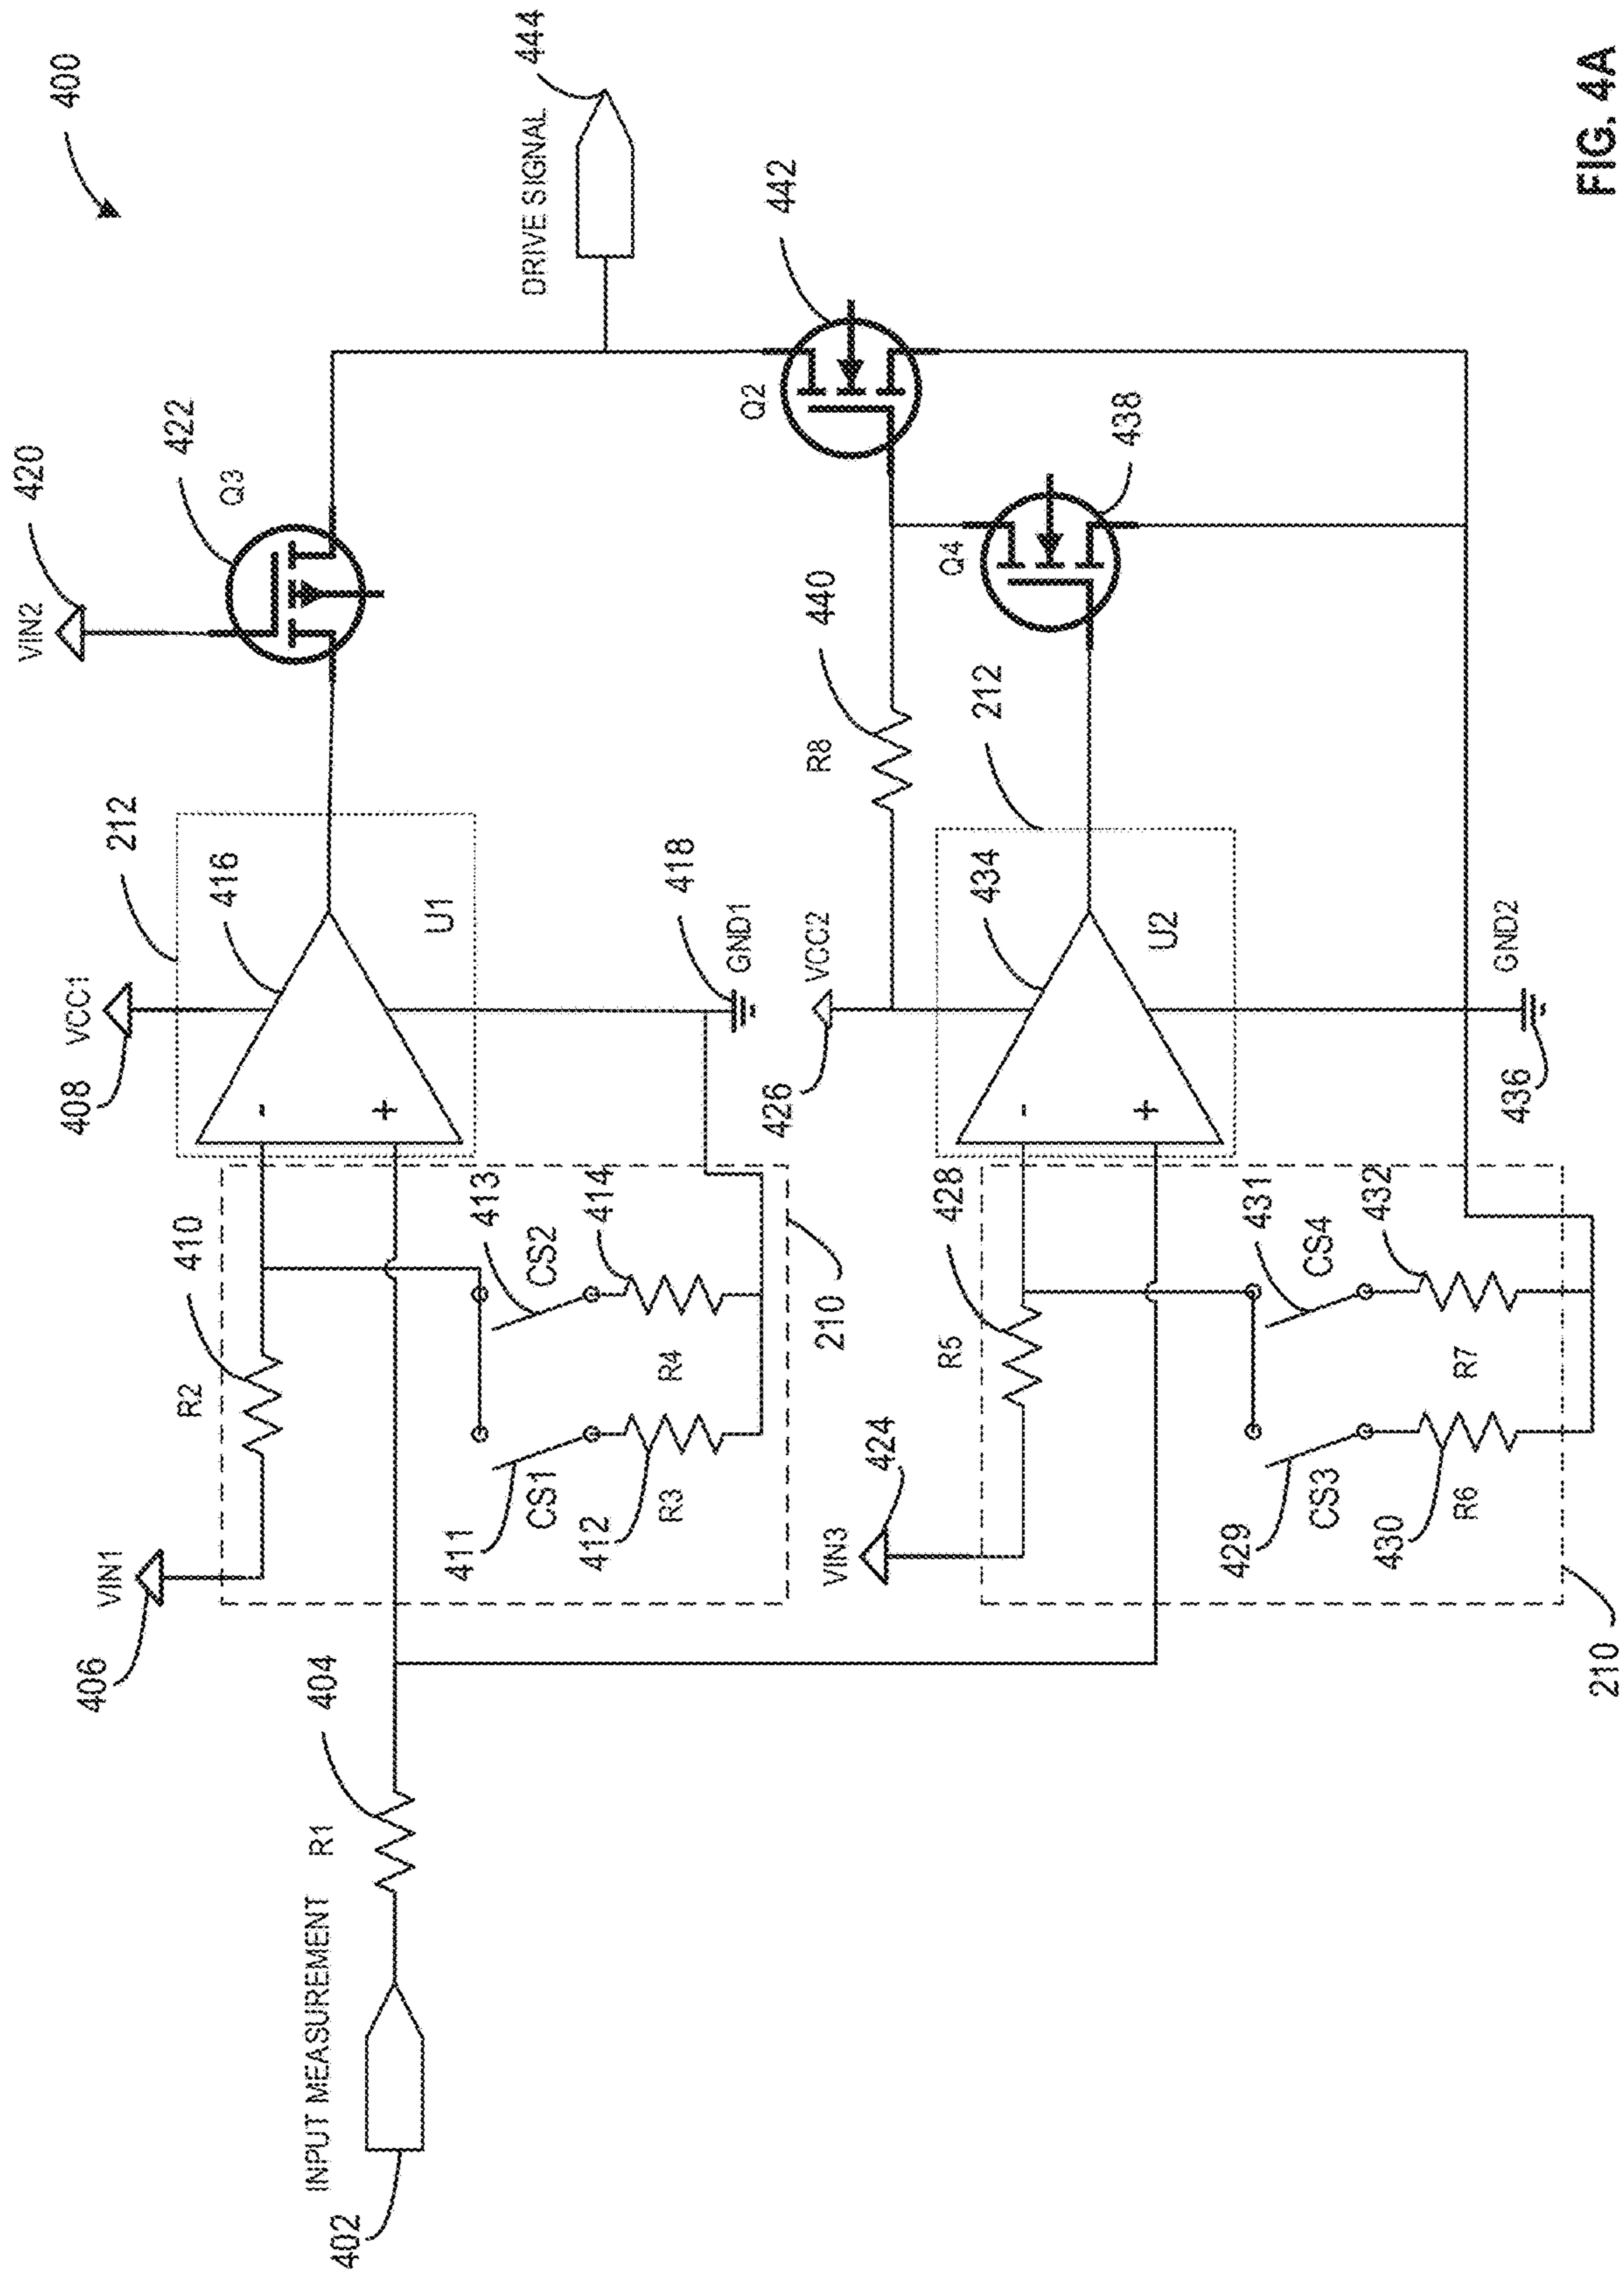 400
VIN2
420
422
Q3
VCC1
408
212
416
U1
VIN1
406
R2
410
-
+
DRIVE SIGNAL
444
411
CS1
413
CS2
412
R3
R4
414
418
GND1
210
INPUT MEASUREMENT
402
R1
404
Q2
442
R8
440
VCC2
426
VIN3
424
R5
428
Q4
438
212
434
U2
-
+
429
CS3
431
CS4
430
R6
R7
432
436
GND2
210
FIG. 4A